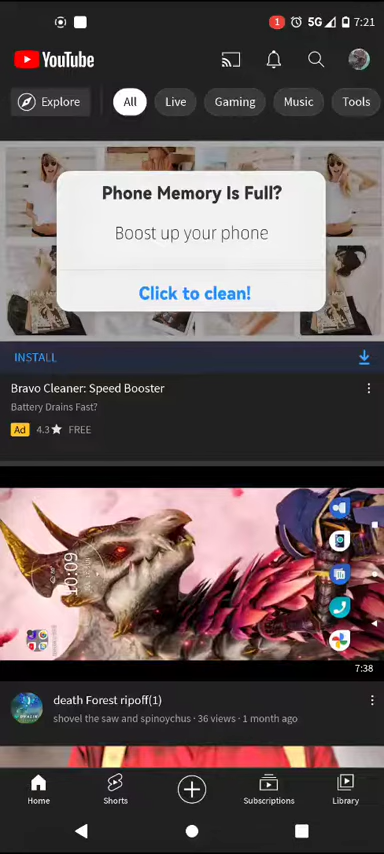 1 5G 7:21
YouTube
Explore All Live Gaming Music Tools
Phone Memory Is Full?
Boost up your phone
Click to clean!
INSTALL
Bravo Cleaner: Speed Booster
Battery Drains Fast?
Ad 4.3 FREE
10:09
7:38
death Forest ripoff(1)
shovel the saw and spinoychus · 36 views · 1 month ago
Home Shorts Subscriptions Library